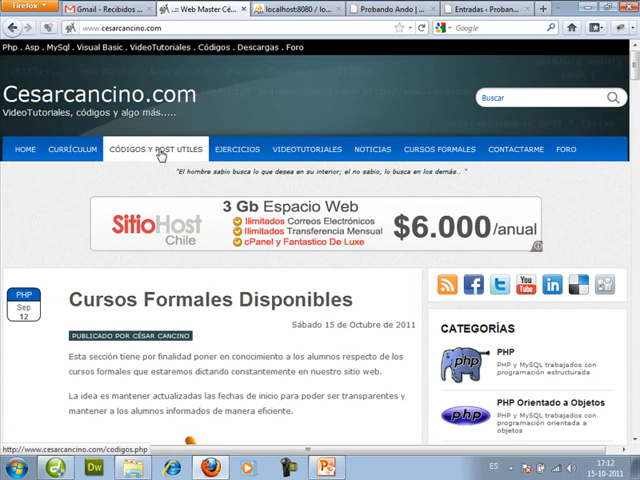 Firefox
Gmail - Recibidos
.::. Web Master Cé...
localhost:8080 / lo...
Probando Ando | ...
Entradas ‹ Proban...
www.cesarcancino.com
Google
Php . Asp . MySql . Visual Basic . VideoTutoriales . Códigos . Descargas . Foro
Cesarcancino.com
VideoTutoriales, códigos y algo más.....
Buscar
HOME CURRÍCULUM CÓDIGOS Y POST UTILES EJERCICIOS VIDEOTUTORIALES NOTICIAS CURSOS FORMALES CONTACTARME FORO
"El hombre sabio busca lo que desea en su interior; el no sabio, lo busca en los demás.. "
SitioHost
Chile
3 Gb Espacio Web
Ilimitados Correos Electrónicos
Ilimitados Transferencia Mensual
cPanel y Fantastico De Luxe
$6.000/anual
PHP
Sep
12
Cursos Formales Disponibles
Sábado 15 de Octubre de 2011
PUBLICADO POR CÉSAR CANCINO
Esta sección tiene por finalidad poner en conocimiento a los alumnos respecto de los
cursos formales que estaremos dictando constantemente en nuestro sitio web.
La idea es mantener actualizadas las fechas de inicio para poder ser transparentes y
mantener a los alumnos informados de manera eficiente.
You
Tube
CATEGORÍAS
php
PHP
PHP y MySQL trabajados con
programación estructurada
php
PHP Orientado a Objetos
PHP y MySQL trabajados con
programación orientada a
objetos
http://www.cesarcancino.com/codigos.php
Dw
ES
17:12
15-10-2011